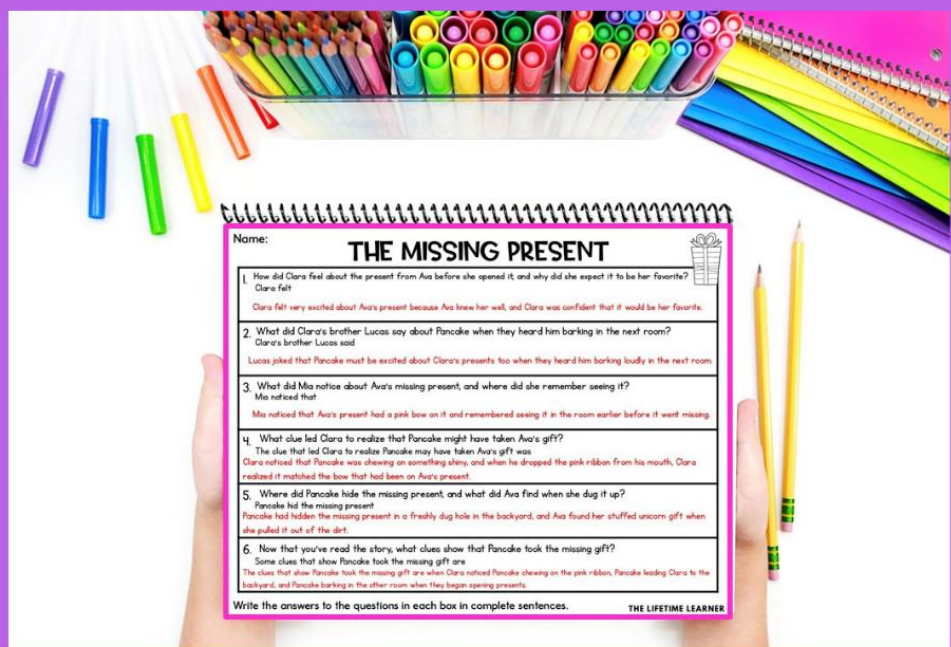 Name:
THE MISSING PRESENT
1. How did Clara feel about the present from Ava before she opened it, and why did she expect it to be her favorite?
Clara felt
Clara felt very excited about Ava's present because Ava knew her well, and Clara was confident that it would be her favorite.
2. What did Clara's brother Lucas say about Pancake when they heard him barking in the next room?
Clara's brother Lucas said
Lucas joked that Pancake must be excited about Clara's presents too when they heard him barking loudly in the next room.
3. What did Mia notice about Ava's missing present, and where did she remember seeing it?
Mia noticed that
Mia noticed that Ava's present had a pink bow on it and remembered seeing it in the room earlier before it went missing.
4. What clue led Clara to realize that Pancake might have taken Ava's gift?
The clue that led Clara to realize Pancake may have taken Ava's gift was
Clara noticed that Pancake was chewing on something shiny, and when he dropped the pink ribbon from his mouth, Clara
realized it matched the bow that had been on Ava's present.
5. Where did Pancake hide the missing present, and what did Ava find when she dug it up?
Pancake hid the missing present
Pancake had hidden the missing present in a freshly dug hole in the backyard, and Ava found her stuffed unicorn gift when
she pulled it out of the dirt.
6. Now that you've read the story, what clues show that Pancake took the missing gift?
Some clues that show Pancake took the missing gift are
The clues that show Pancake took the missing gift are when Clara noticed Pancake chewing on the pink ribbon, Pancake leading Clara to the
backyard, and Pancake barking in the other room when they began opening presents.
Write the answers to the questions in each box in complete sentences.
THE LIFETIME LEARNER